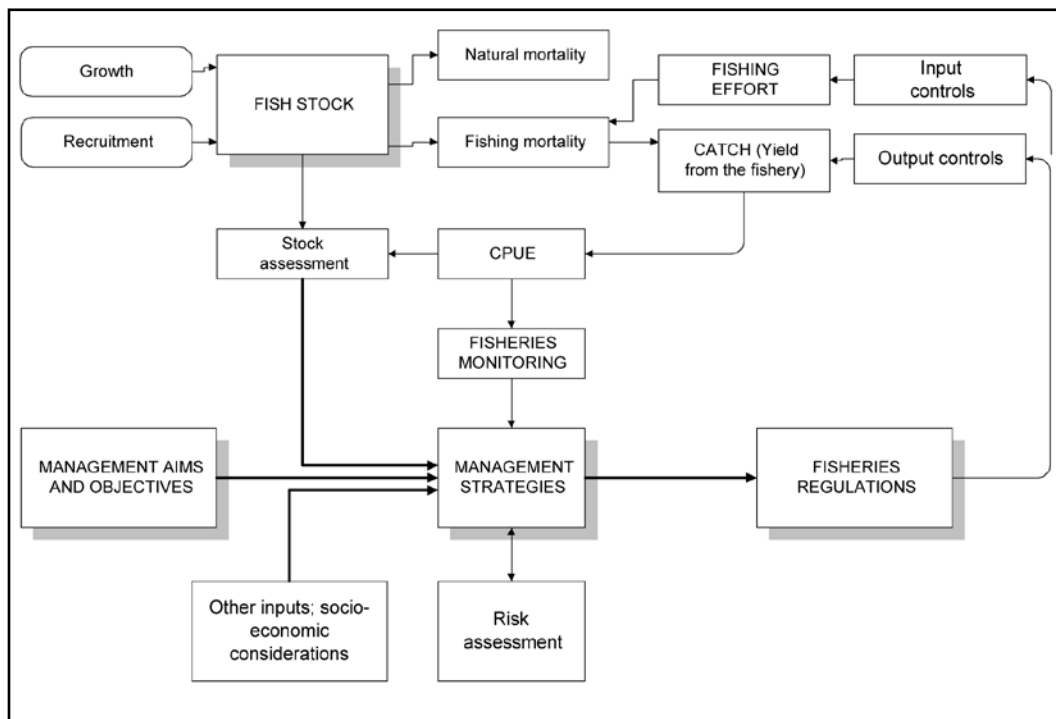 Growth
Recruitment
FISH STOCK
Natural mortality
Fishing mortality
FISHING
EFFORT
Input
controls
CATCH (Yield
from the fishery)
Output controls
Stock
assessment
CPUE
FISHERIES
MONITORING
MANAGEMENT AIMS
AND OBJECTIVES
MANAGEMENT
STRATEGIES
FISHERIES
REGULATIONS
Other inputs; socio-
economic
considerations
Risk
assessment